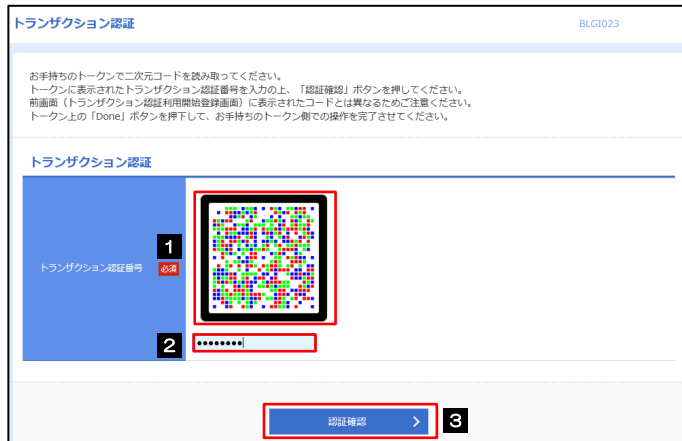 トランザクション認証
BLGI023
お手持ちのトークンで二次元コードを読み取ってください。
トークンに表示されたトランザクション認証番号を入力の上、「認証確認」ボタンを押してください。
前画面（トランザクション認証利用開始登録画面）に表示されたコードとは異なるためご注意ください。
トークン上の「Done」ボタンを押下して、お手持ちのトークン側での操作を完了させてください。
トランザクション認証
1
トランザクション認証番号 必須
2
●●●●●●●●
認証確認 3